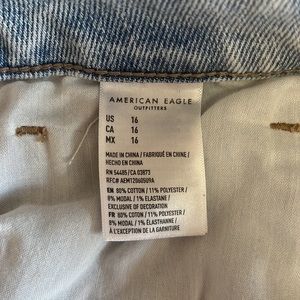 AMERICAN EAGLE
OUTFITTERS
US 16
CA 16
MX 16
MADE IN CHINA / FABRIQUÉ EN CHINE /
HECHO EN CHINA
RN 54485/CA 03873
RFC# AEM1206050U9A
EN 80% COTTON / 11% POLYESTER /
8% MODAL / 1% ELASTANE /
EXCLUSIVE OF DECORATION
FR 80% COTON / 11% POLYESTER /
8% MODAL / 1% ÉLASTHANNE /
À L'EXCEPTION DE LA GARNITURE